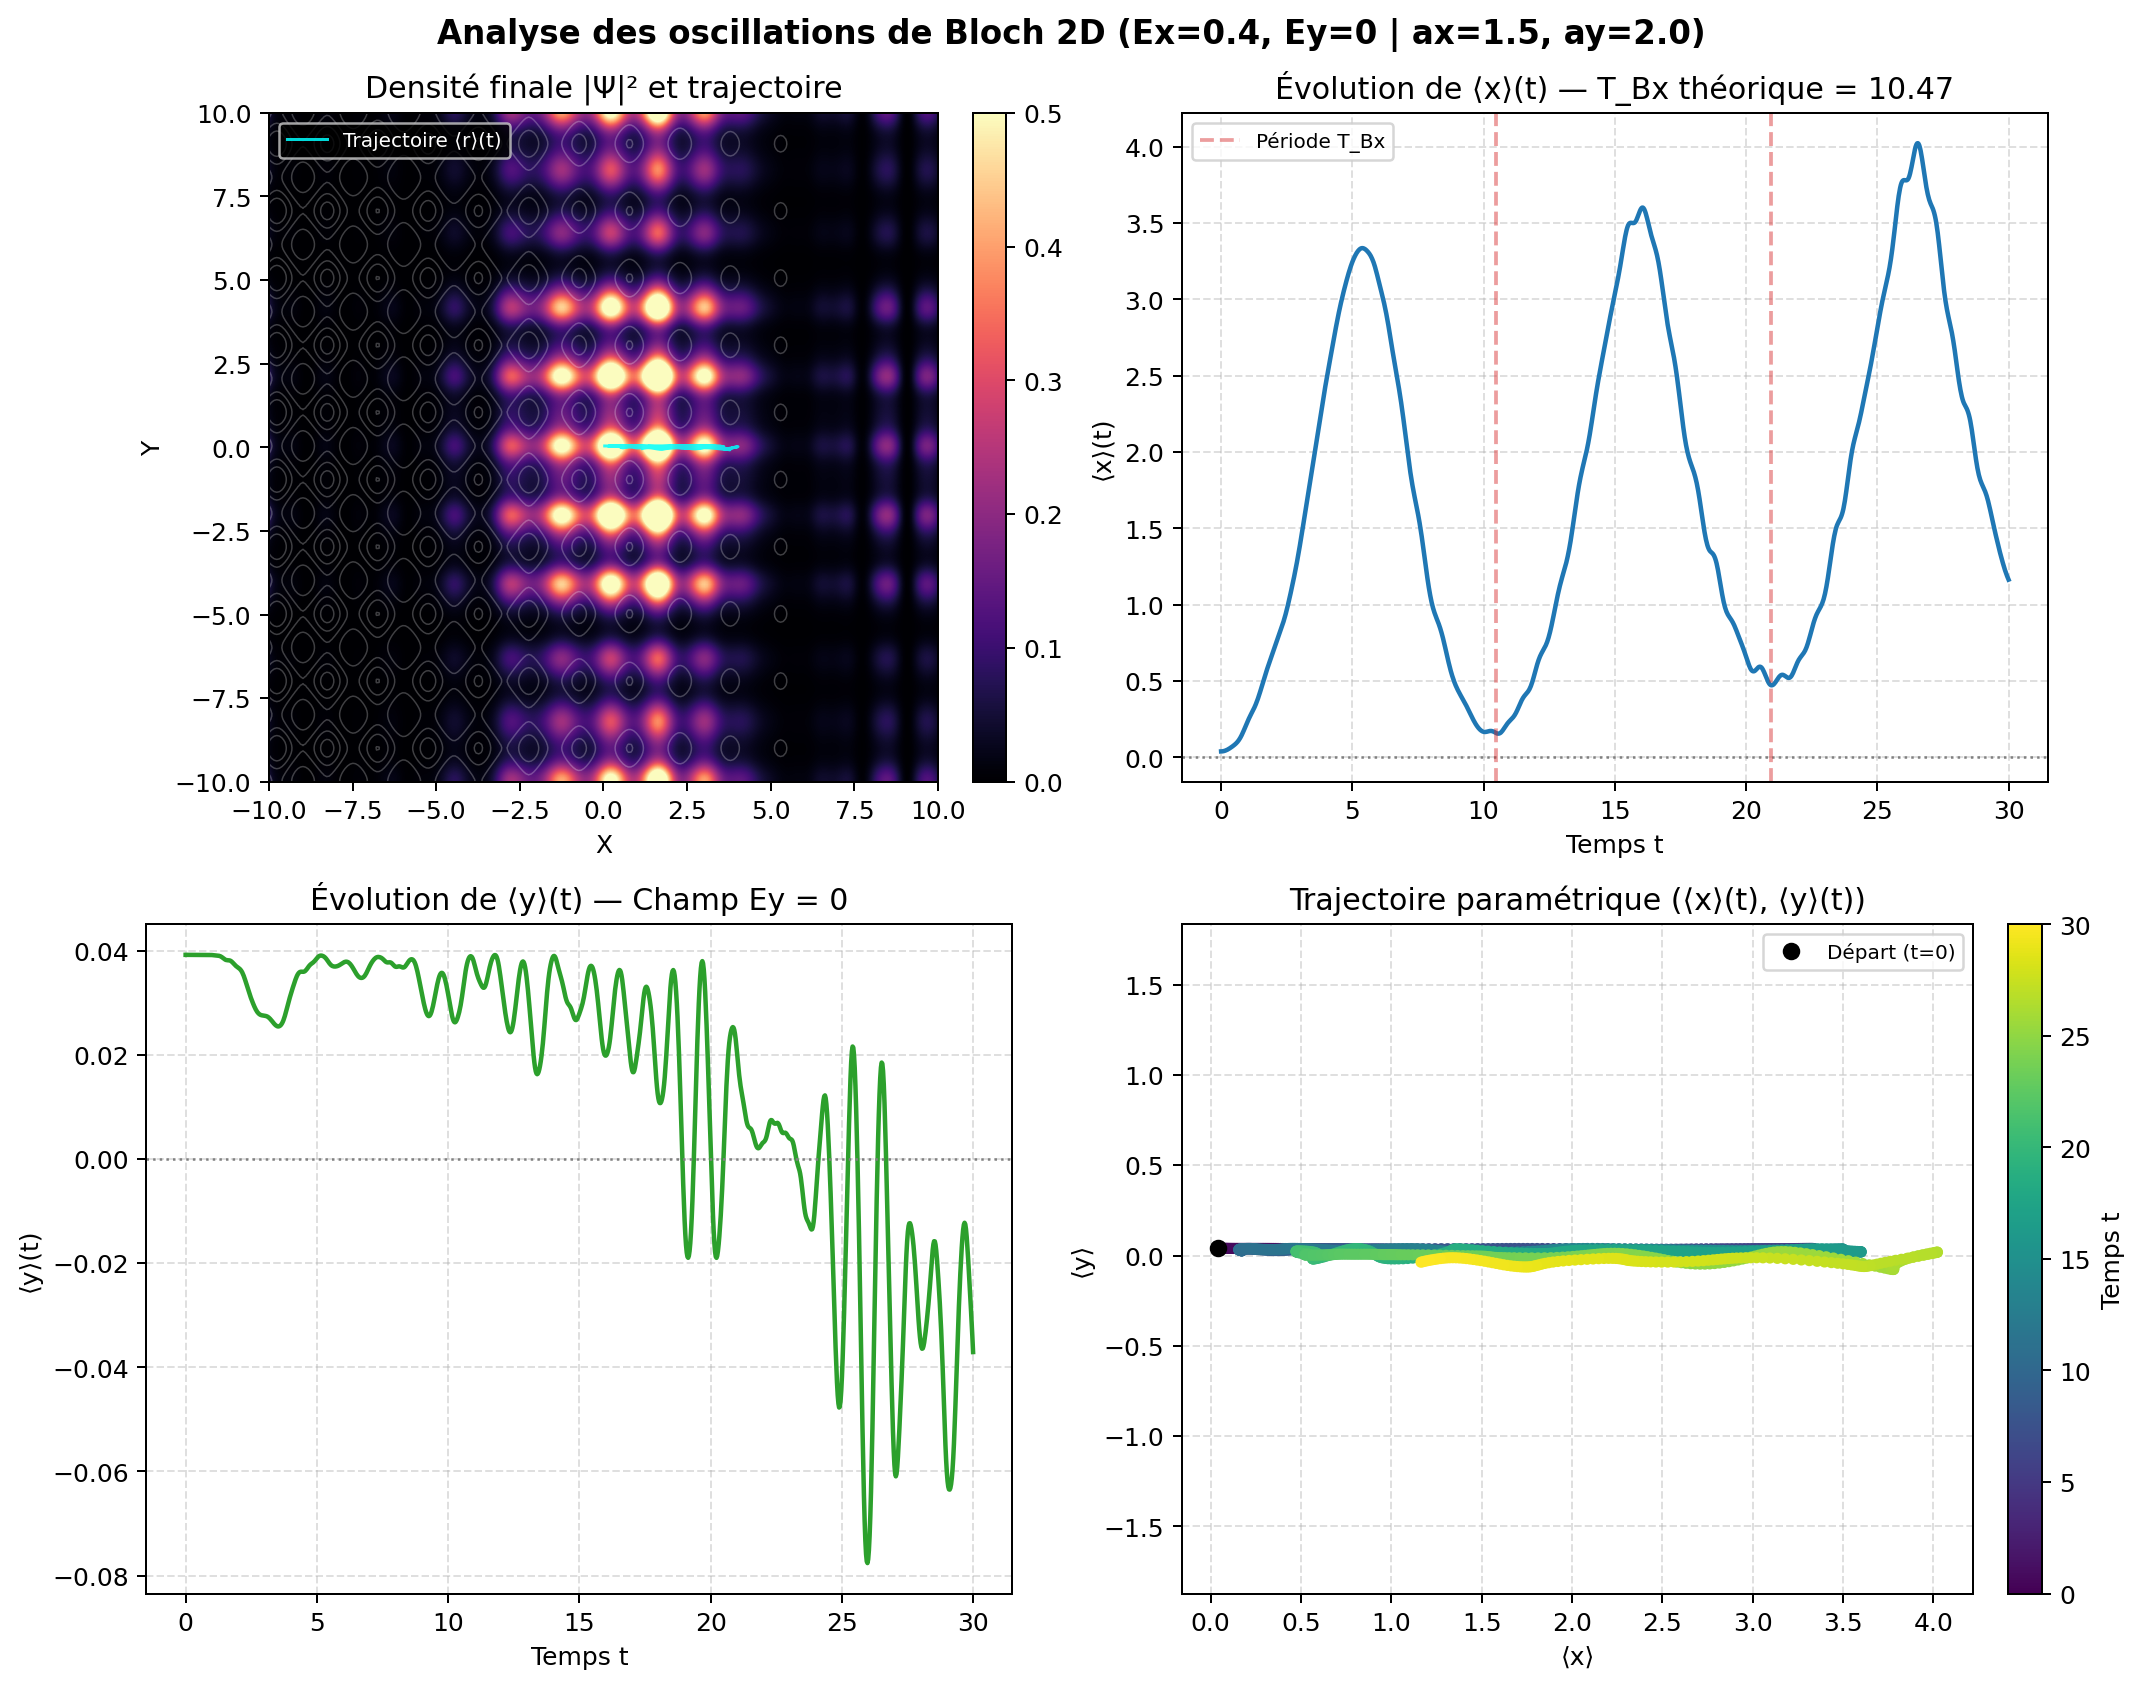 Analyse des oscillations de Bloch 2D (Ex=0.4, Ey=0 | ax=1.5, ay=2.0)
Densité finale |Ψ|² et trajectoire
Trajectoire ⟨r⟩(t)
10.0
7.5
5.0
2.5
0.0
−2.5
−5.0
−7.5
−10.0
Y
−10.0 −7.5 −5.0 −2.5 0.0 2.5 5.0 7.5 10.0
X
0.5
0.4
0.3
0.2
0.1
0.0
Évolution de ⟨x⟩(t) — T_Bx théorique = 10.47
Période T_Bx
4.0
3.5
3.0
2.5
2.0
1.5
1.0
0.5
0.0
⟨x⟩(t)
0 5 10 15 20 25 30
Temps t
Évolution de ⟨y⟩(t) — Champ Ey = 0
0.04
0.02
0.00
−0.02
−0.04
−0.06
−0.08
⟨y⟩(t)
0 5 10 15 20 25 30
Temps t
Trajectoire paramétrique (⟨x⟩(t), ⟨y⟩(t))
Départ (t=0)
1.5
1.0
0.5
0.0
−0.5
−1.0
−1.5
⟨y⟩
0.0 0.5 1.0 1.5 2.0 2.5 3.0 3.5 4.0
⟨x⟩
30
25
20
15
10
5
0
Temps t